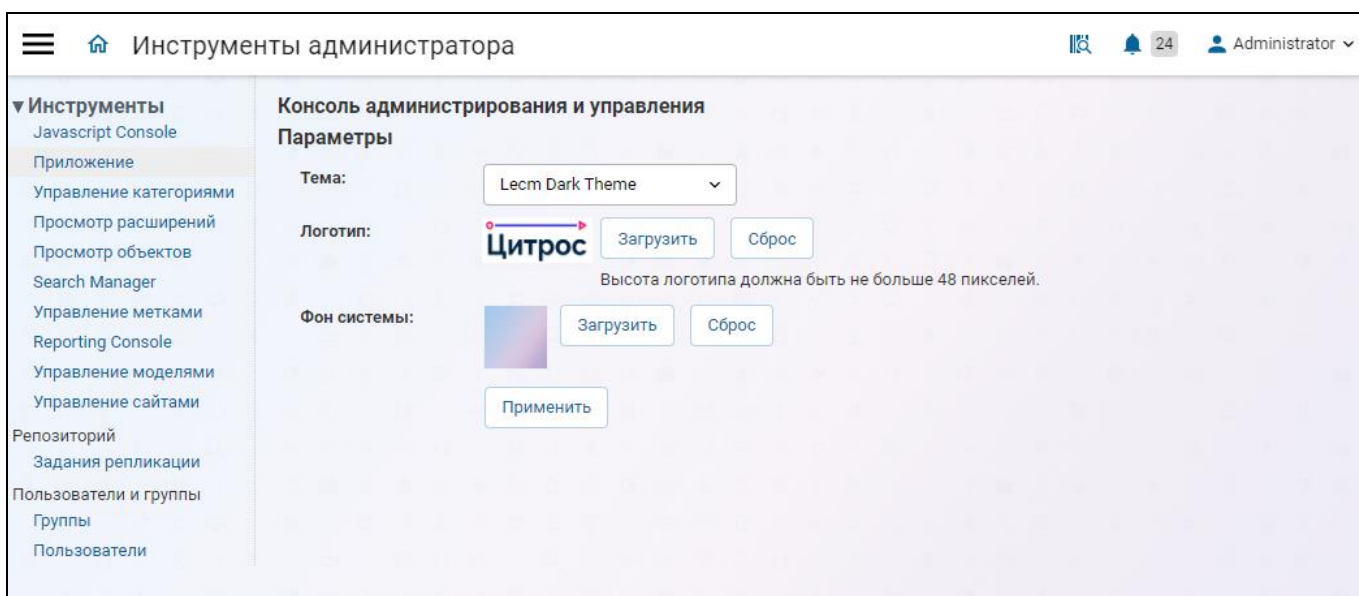 Инструменты администратора
24
Administrator
Инструменты
Javascript Console
Приложение
Управление категориями
Просмотр расширений
Просмотр объектов
Search Manager
Управление метками
Reporting Console
Управление моделями
Управление сайтами
Репозиторий
Задания репликации
Пользователи и группы
Группы
Пользователи
Консоль администрирования и управления
Параметры
Тема:
Lecm Dark Theme
Логотип:
Цитрос
Загрузить
Сброс
Высота логотипа должна быть не больше 48 пикселей.
Фон системы:
Загрузить
Сброс
Применить